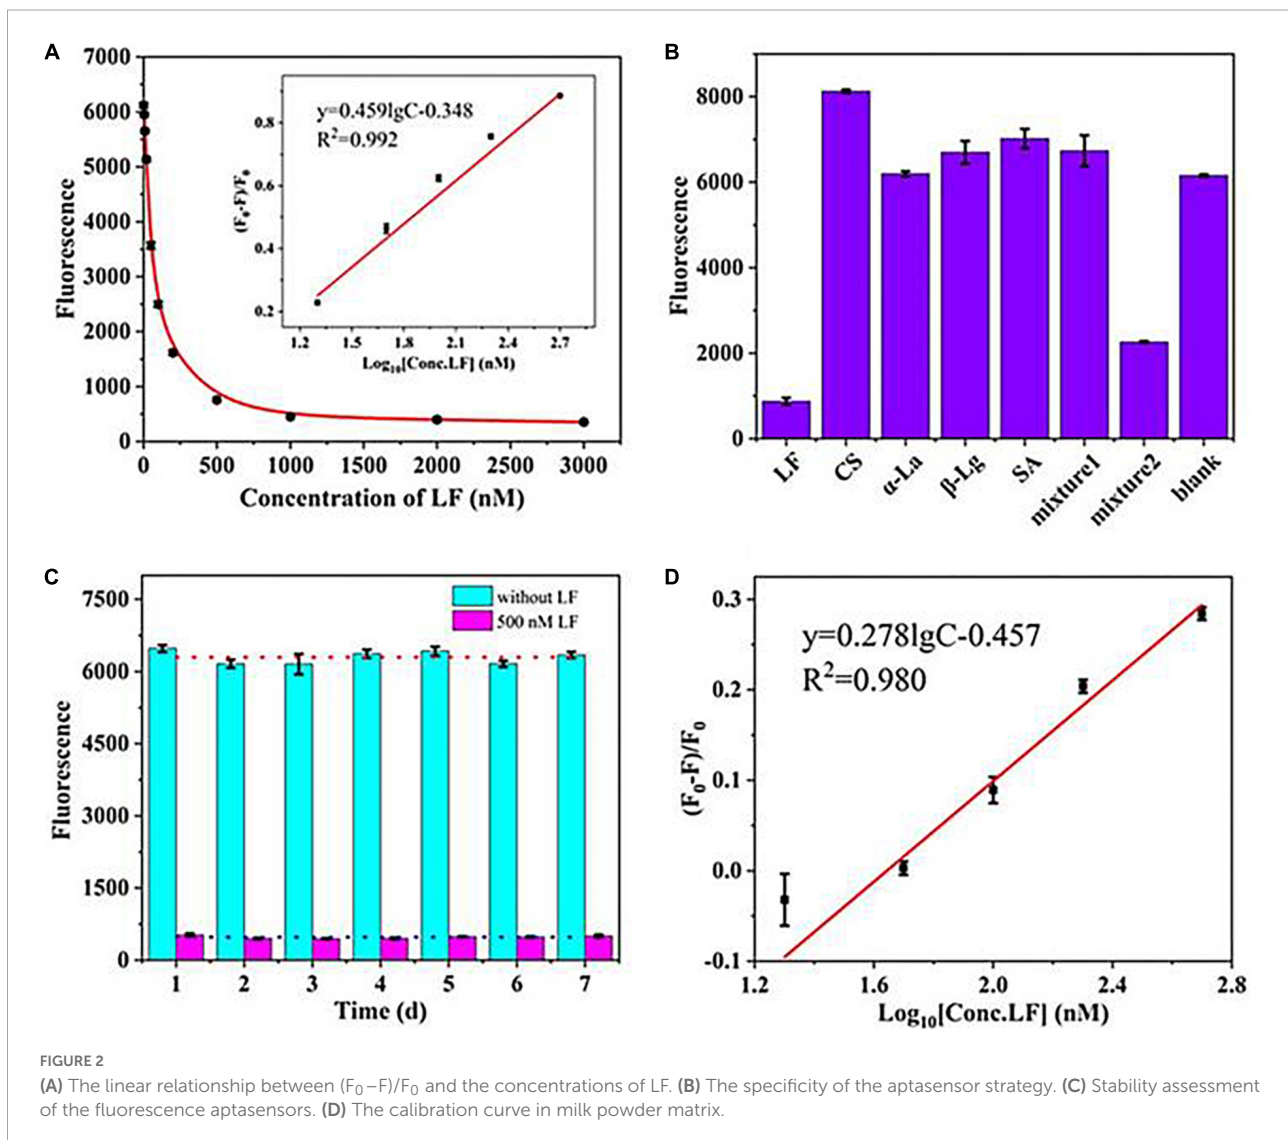 A
7000
6000
5000
4000
3000
2000
1000
0
Fluorescence
0 500 1000 1500 2000 2500 3000
Concentration of LF (nM)
y=0.459lgC-0.348
R²=0.992
0.8
0.6
0.4
0.2
(F₀-F)/F₀
1.2 1.5 1.8 2.1 2.4 2.7
Log₁₀[Conc.LF] (nM)
B
8000
6000
4000
2000
0
Fluorescence
LF CS α-La β-Lg SA mixture1 mixture2 blank
C
7500
6000
4500
3000
1500
0
Fluorescence
without LF
500 nM LF
1 2 3 4 5 6 7
Time (d)
D
0.3
0.2
0.1
0.0
-0.1
(F₀-F)/F₀
y=0.278lgC-0.457
R²=0.980
1.2 1.6 2.0 2.4 2.8
Log₁₀[Conc.LF] (nM)
FIGURE 2
(A) The linear relationship between (F₀–F)/F₀ and the concentrations of LF. (B) The specificity of the aptasensor strategy. (C) Stability assessment
of the fluorescence aptasensors. (D) The calibration curve in milk powder matrix.